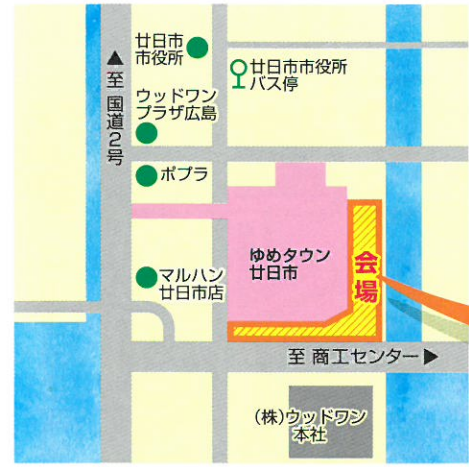 廿日市
市役所
廿日市市役所
バス停
▲至 国道2号
ウッドワン
プラザ広島
ポプラ
ゆめタウン
廿日市
会場
マルハン
廿日市店
至 商工センター▶
(株)ウッドワン
本社